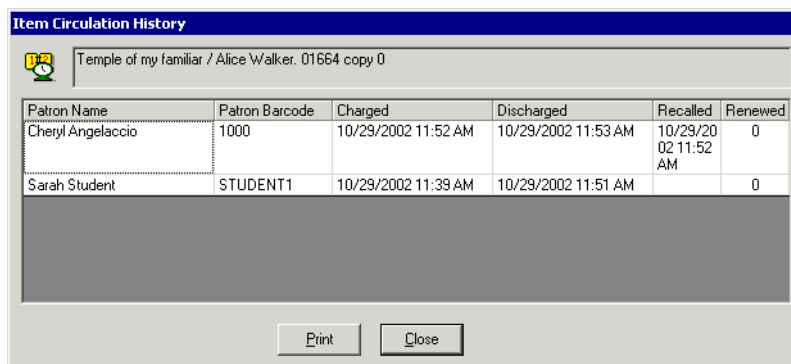 Item Circulation History
Temple of my familiar / Alice Walker. 01664 copy 0
Patron Name Patron Barcode Charged Discharged Recalled Renewed
Cheryl Angelaccio 1000 10/29/2002 11:52 AM 10/29/2002 11:53 AM 10/29/20 0
02 11:52
AM
Sarah Student STUDENT1 10/29/2002 11:39 AM 10/29/2002 11:51 AM 0
Print Close